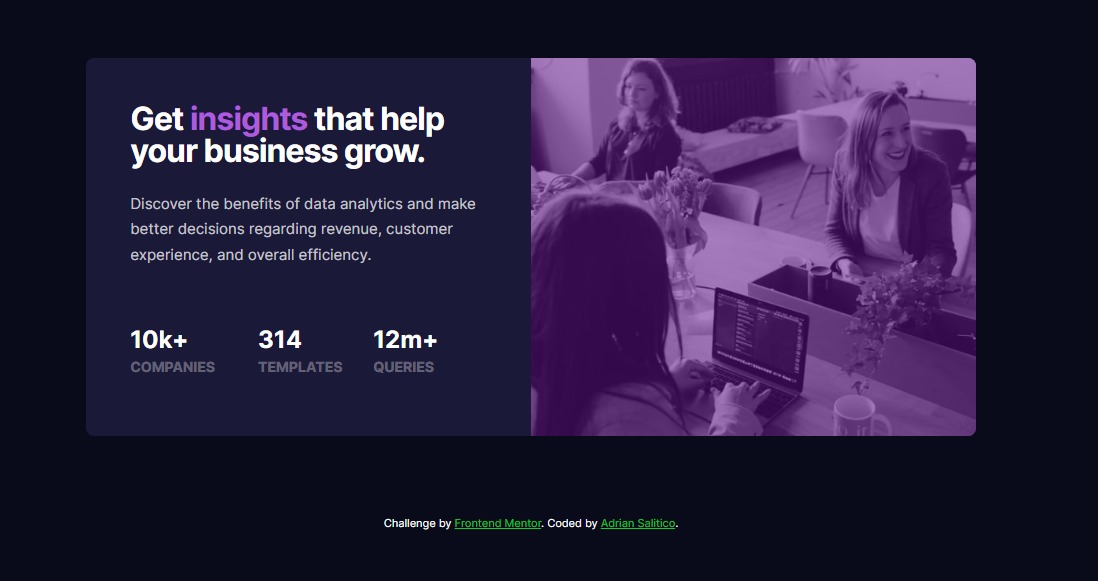 Get insights that help
your business grow.
Discover the benefits of data analytics and make
better decisions regarding revenue, customer
experience, and overall efficiency.
10k+ 314 12m+
COMPANIES TEMPLATES QUERIES
Challenge by Frontend Mentor. Coded by Adrian Salitico.